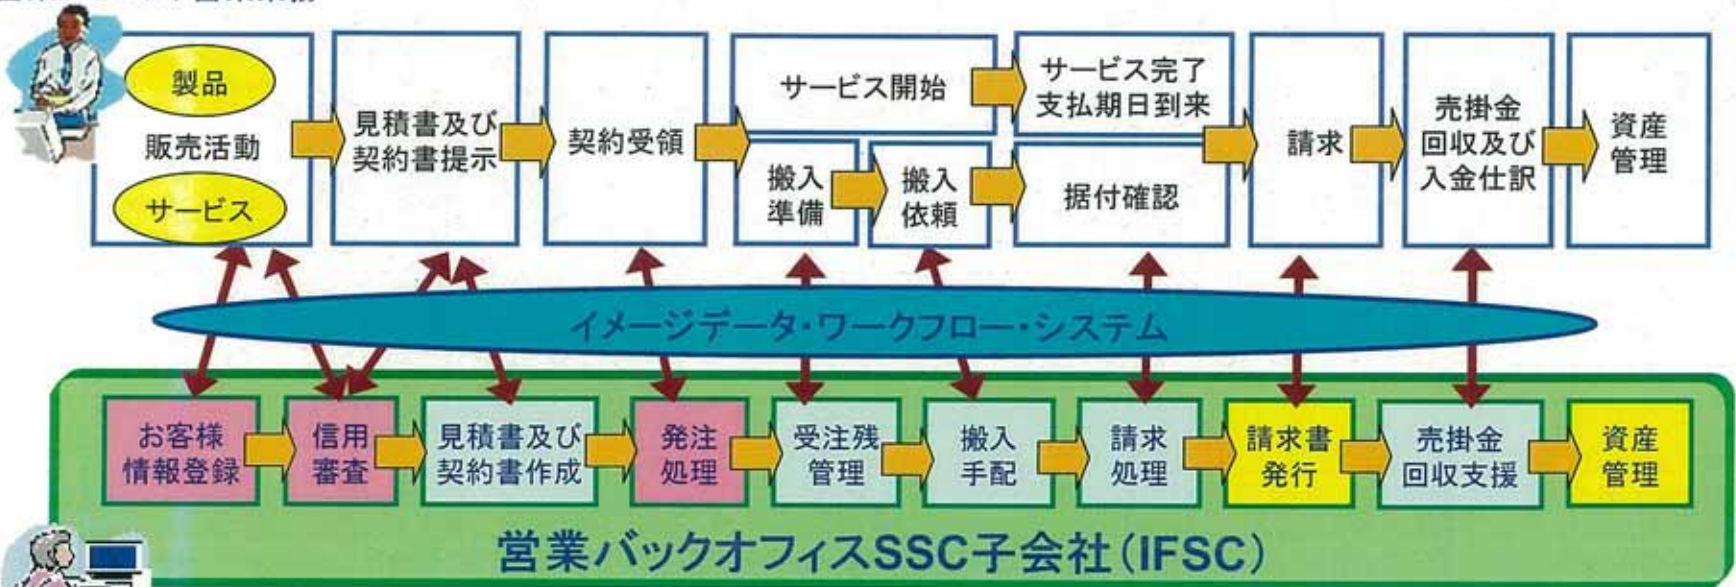 製品
販売活動
サービス
見積書及び
契約書提示
契約受領
サービス開始
搬入
準備
搬入
依頼
サービス完了
支払期日到来
据付確認
請求
売掛金
回収及び
入金仕訳
資産
管理
イメージデータ・ワークフロー・システム
お客様
情報登録
信用
審査
見積書及び
契約書作成
発注
処理
受注残
管理
搬入
手配
請求
処理
請求書
発行
売掛金
回収支援
資産
管理
営業バックオフィスSSC子会社(IFSC)